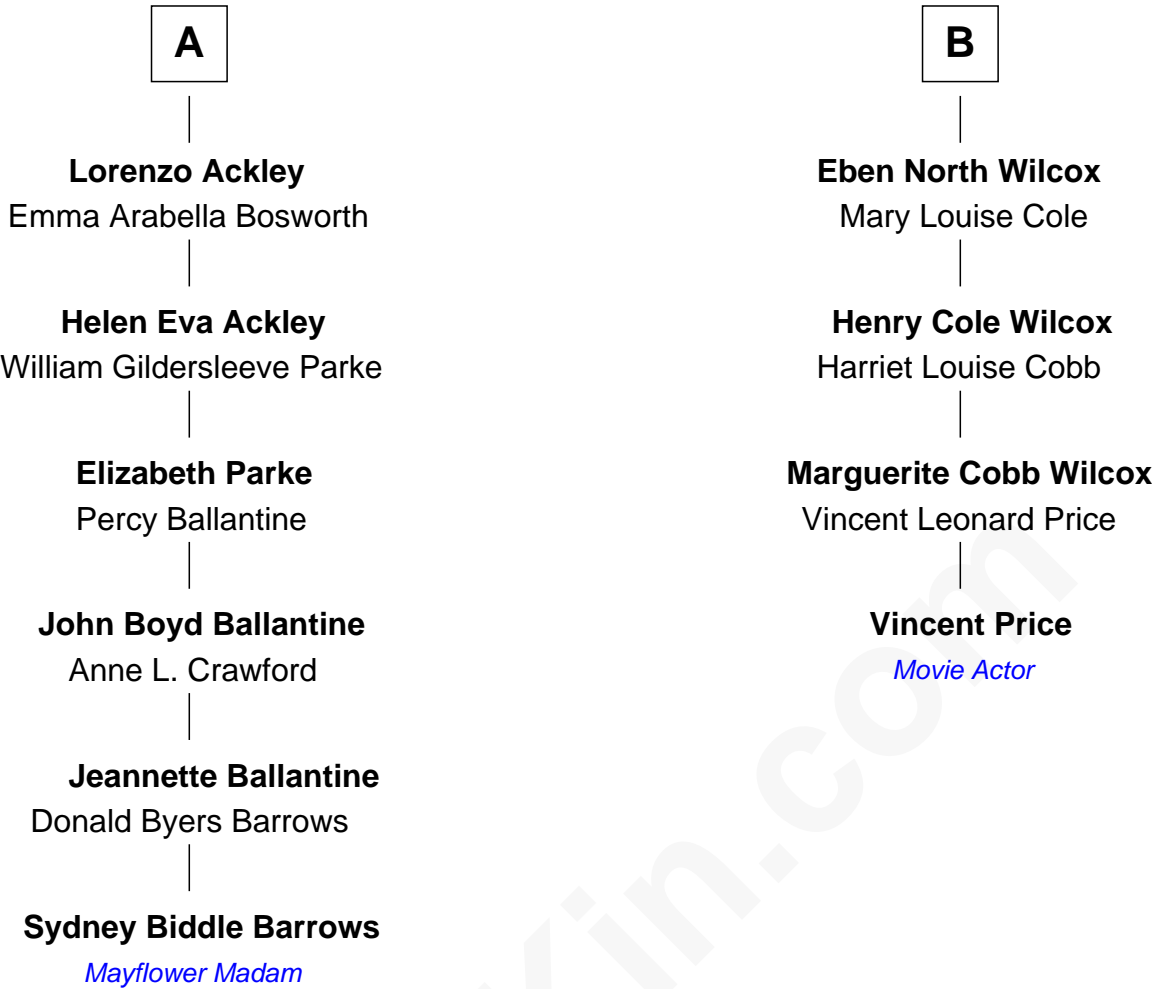 A
Lorenzo Ackley
Emma Arabella Bosworth
Helen Eva Ackley
William Gildersleeve Parke
Elizabeth Parke
Percy Ballantine
John Boyd Ballantine
Anne L. Crawford
Jeannette Ballantine
Donald Byers Barrows
Sydney Biddle Barrows
Mayflower Madam
B
Eben North Wilcox
Mary Louise Cole
Henry Cole Wilcox
Harriet Louise Cobb
Marguerite Cobb Wilcox
Vincent Leonard Price
Vincent Price
Movie Actor
Kin.com